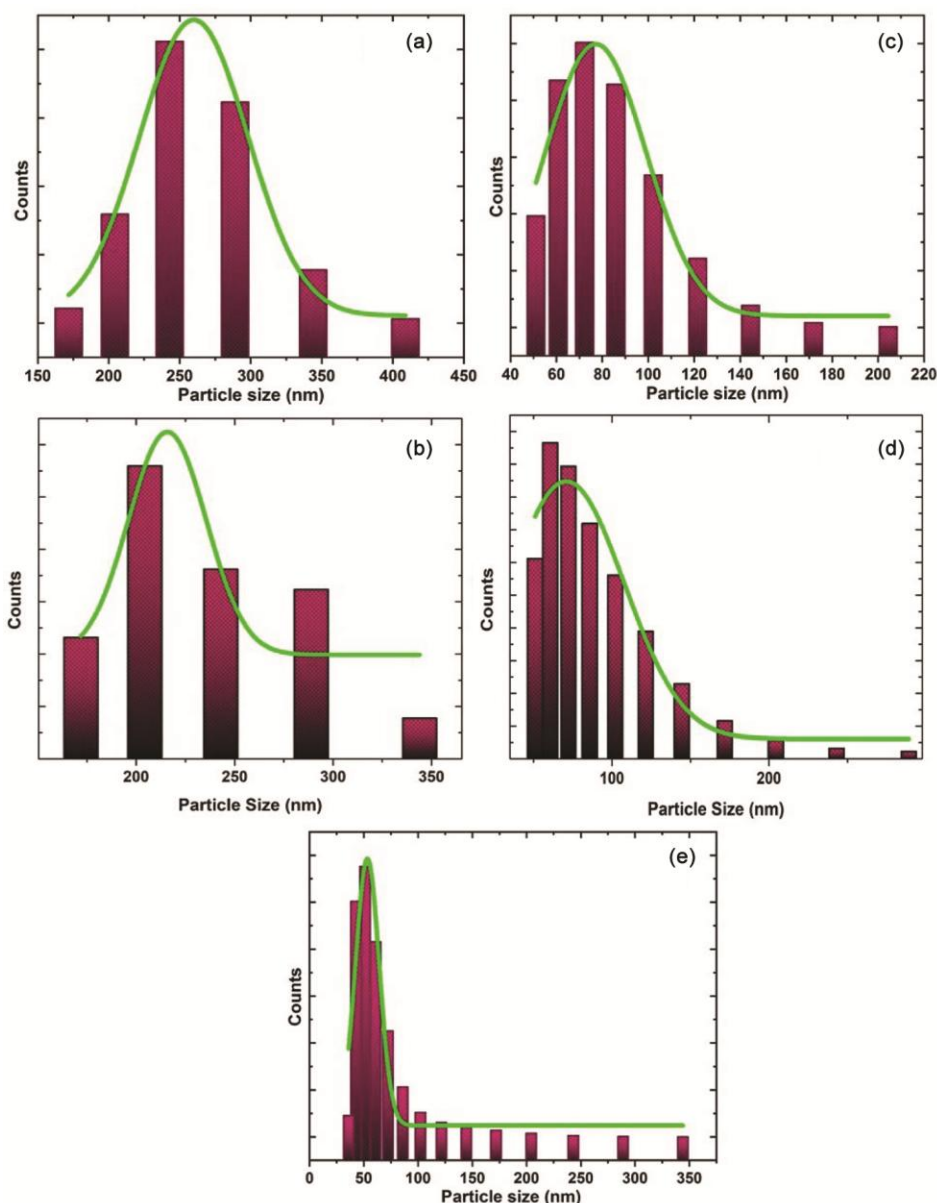 (a)
Counts
150 200 250 300 350 400 450
Particle size (nm)
(c)
Counts
40 60 80 100 120 140 160 180 200 220
Particle size (nm)
(b)
Counts
200 250 300 350
Particle Size (nm)
(d)
Counts
100 200
Particle Size (nm)
(e)
Counts
0 50 100 150 200 250 300 350
Particle size (nm)